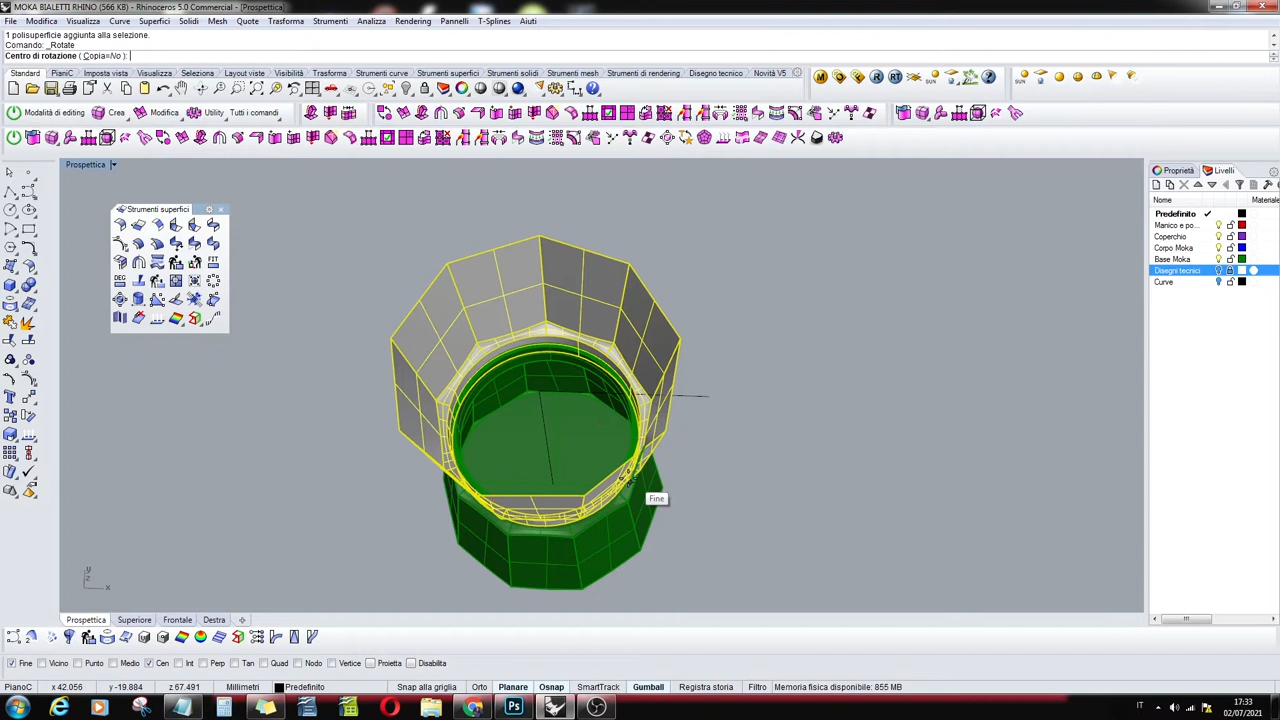 MOKA BIALETTI RHINO (566 KB) - Rhinoceros 5.0 Commercial - [Prospettica]
File Modifica Visualizza Curve Superfici Solidi Mesh Quote Trasforma Strumenti Analizza Rendering Pannelli T-Splines Aiuti
1 polisuperficie aggiunta alla selezione.
Comando: _Rotate
Centro di rotazione ( Copia=No ):
Standard PianiC Imposta vista Visualizza Seleziona Layout viste Visibilità Trasforma Strumenti curve Strumenti superfici Strumenti solidi Strumenti mesh Strumenti di rendering Disegno tecnico Novità V5
Modalità di editing Crea Modifica Utility Tutti i comandi
Prospettica
Proprietà Livelli
Strumenti superfici
Nome Materiale
Predefinito
Manico e po...
Coperchio
Corpo Moka
Base Moka
Disegni tecnici
Curve
FIT
DEG
Fine
y
z
x
Prospettica Superiore Frontale Destra
Fine Vicino Punto Medio Cen Int Perp Tan Quad Nodo Vertice Proietta Disabilita
PianoC x 42.056 y -19.884 z 67.491 Millimetri Predefinito Snap alla griglia Orto Planare Osnap SmartTrack Gumball Registra storia Filtro Memoria fisica disponibile: 855 MB
IT 17:33
02/07/2021